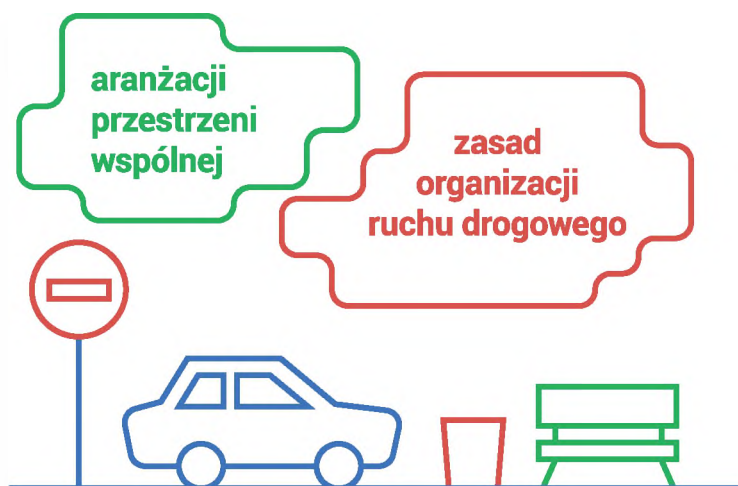 aranżacji
przestrzeni
wspólnej
zasad
organizacji
ruchu drogowego